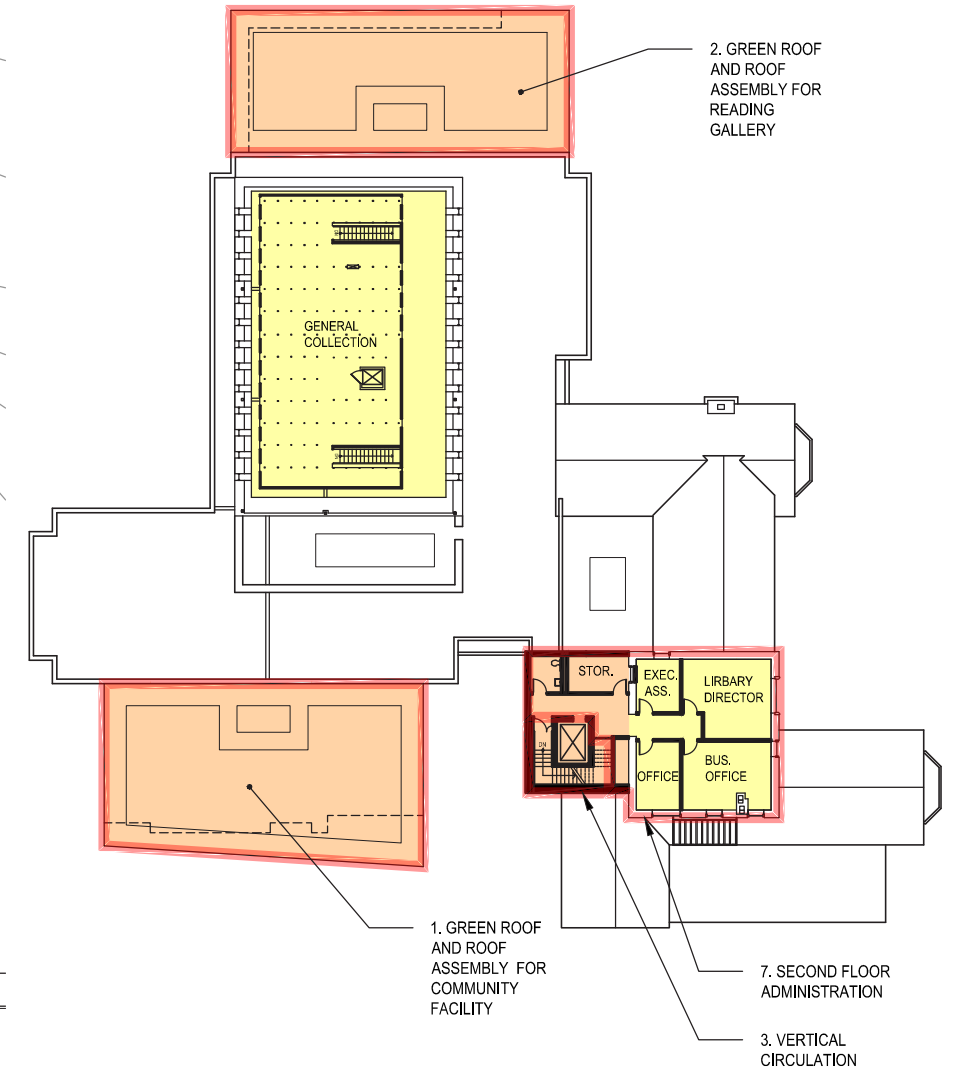 2. GREEN ROOF
AND ROOF
ASSEMBLY FOR
READING
GALLERY
GENERAL
COLLECTION
STOR.
EXEC.
ASS.
LIRBARY
DIRECTOR
DN
OFFICE
BUS.
OFFICE
1. GREEN ROOF
AND ROOF
ASSEMBLY FOR
COMMUNITY
FACILITY
7. SECOND FLOOR
ADMINISTRATION
3. VERTICAL
CIRCULATION